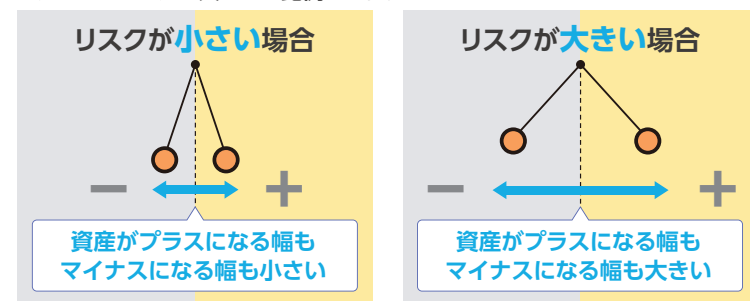 リスクが小さい場合
－ ＋
資産がプラスになる幅も
マイナスになる幅も小さい
リスクが大きい場合
－ ＋
資産がプラスになる幅も
マイナスになる幅も大きい